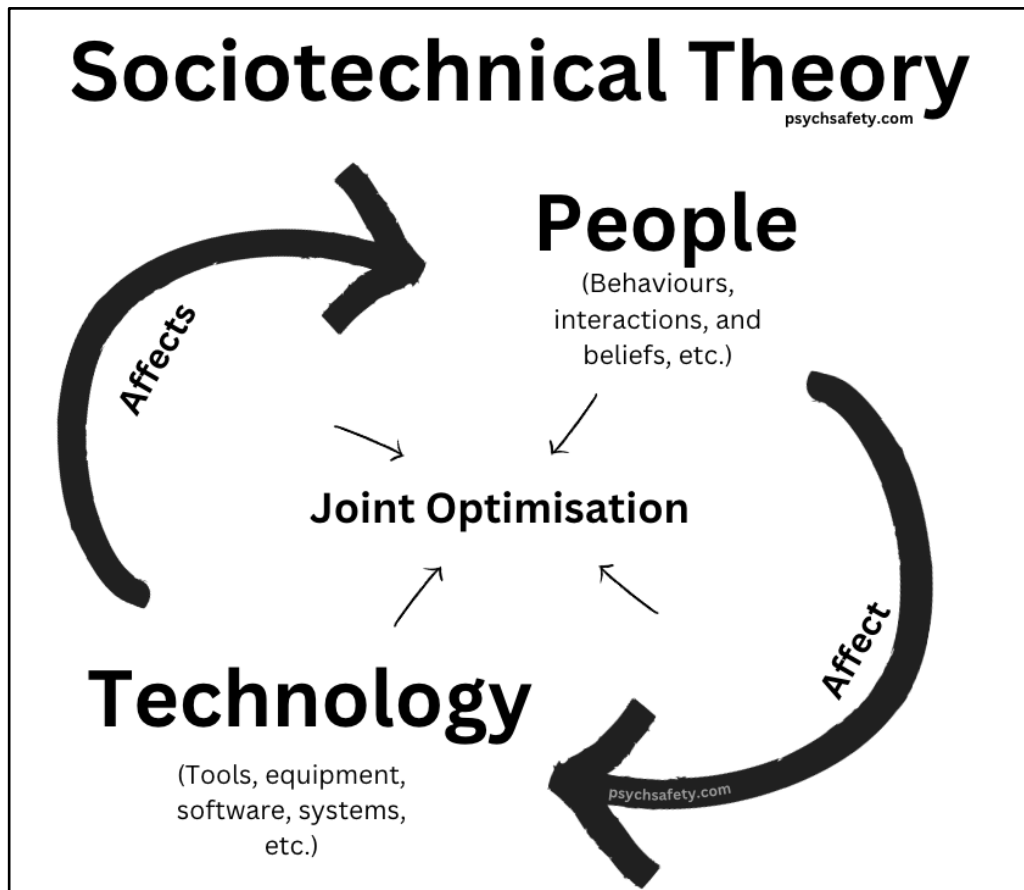 Sociotechnical Theory
psychsafety.com
People
(Behaviours,
interactions, and
beliefs, etc.)
Affects
Joint Optimisation
Affect
Technology
(Tools, equipment,
software, systems,
etc.)
psychsafety.com